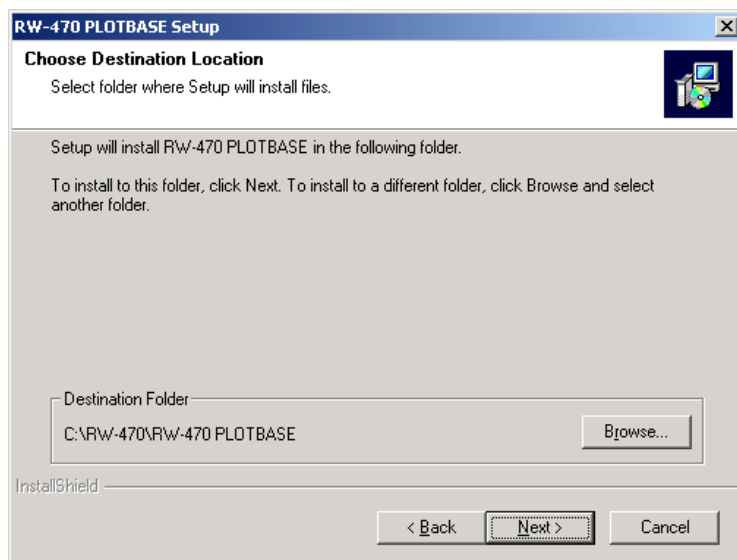 RW-470 PLOTBASE Setup
Choose Destination Location
Select folder where Setup will install files.
Setup will install RW-470 PLOTBASE in the following folder.
To install to this folder, click Next. To install to a different folder, click Browse and select
another folder.
Destination Folder
C:\RW-470\RW-470 PLOTBASE
Browse...
InstallShield
< Back
Next >
Cancel